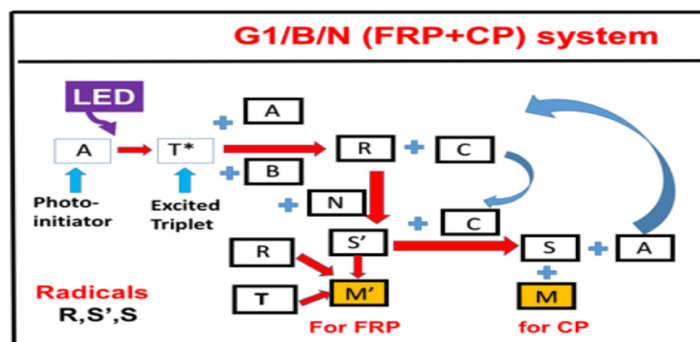 G1/B/N (FRP+CP) system
LED
A
A
T*
R
C
B
Photo-
initiator
Excited
Triplet
N
C
S'
S
A
R
T
M'
M
Radicals
R,S',S
For FRP
for CP